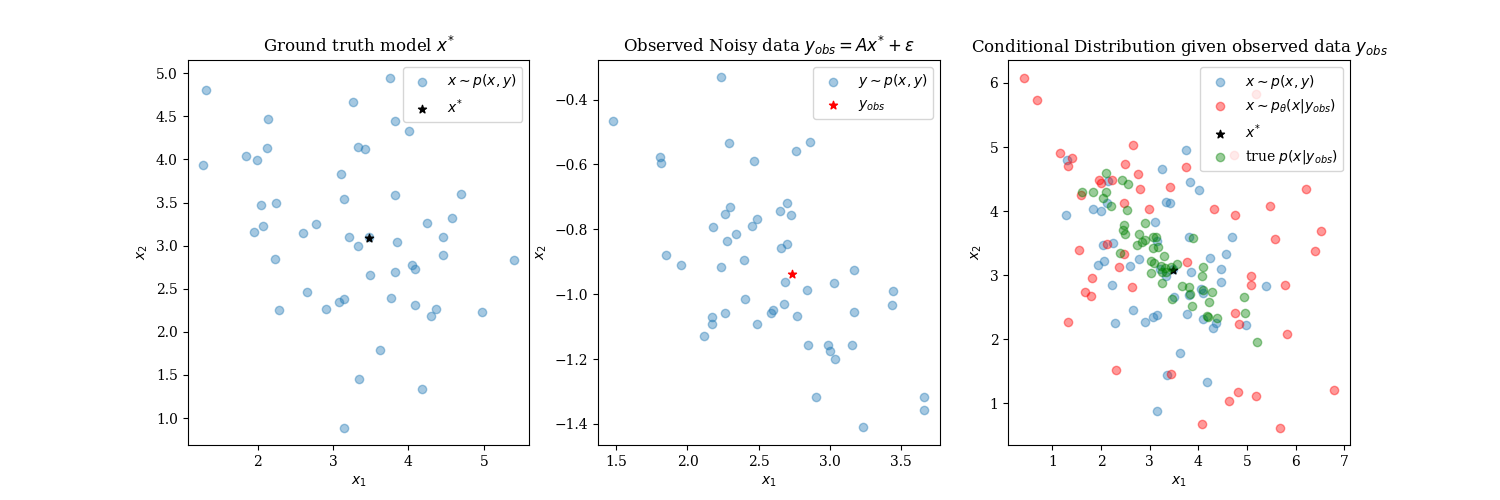 Ground truth model x*
Observed Noisy data y_obs = Ax* + ε
Conditional Distribution given observed data y_obs
x ~ p(x, y)
x*
y ~ p(x, y)
y_obs
x ~ p(x, y)
x ~ p_θ(x|y_obs)
x*
true p(x|y_obs)
5.0
4.5
4.0
3.5
3.0
2.5
2.0
1.5
1.0
x₂
2 3 4 5
x₁
−0.4
−0.6
−0.8
−1.0
−1.2
−1.4
x₂
1.5 2.0 2.5 3.0 3.5
x₁
6
5
4
3
2
1
x₂
1 2 3 4 5 6 7
x₁